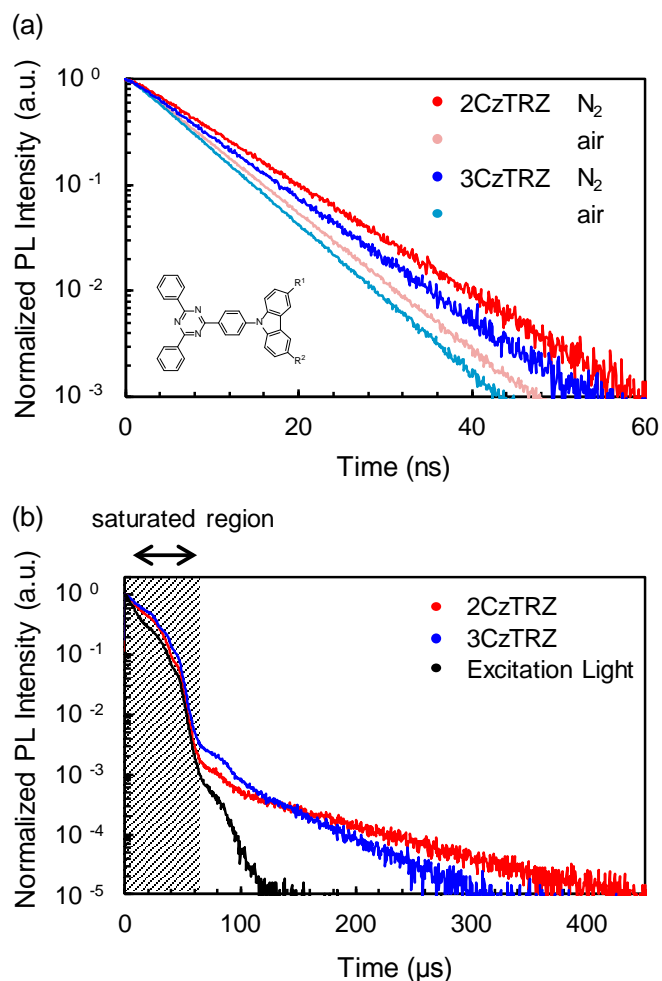 (a)
Normalized PL Intensity (a.u.)
10⁰
10⁻¹
10⁻²
10⁻³
2CzTRZ N₂
air
3CzTRZ N₂
air
N
N
N
N
R¹
R²
0 20 40 60
Time (ns)
(b)
saturated region
Normalized PL Intensity (a.u.)
10⁰
10⁻¹
10⁻²
10⁻³
10⁻⁴
10⁻⁵
2CzTRZ
3CzTRZ
Excitation Light
0 100 200 300 400
Time (µs)